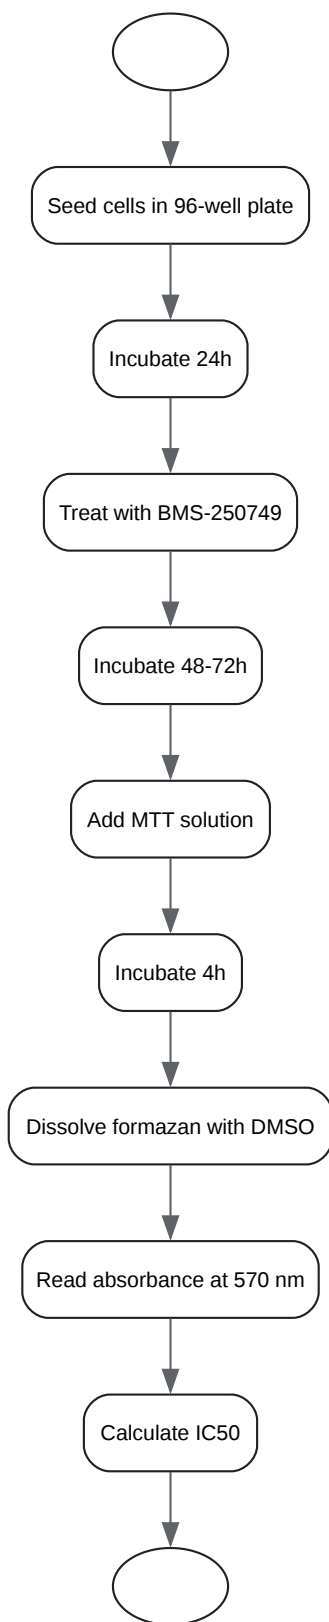 Seed cells in 96-well plate
Incubate 24h
Treat with BMS-250749
Incubate 48-72h
Add MTT solution
Incubate 4h
Dissolve formazan with DMSO
Read absorbance at 570 nm
Calculate IC50